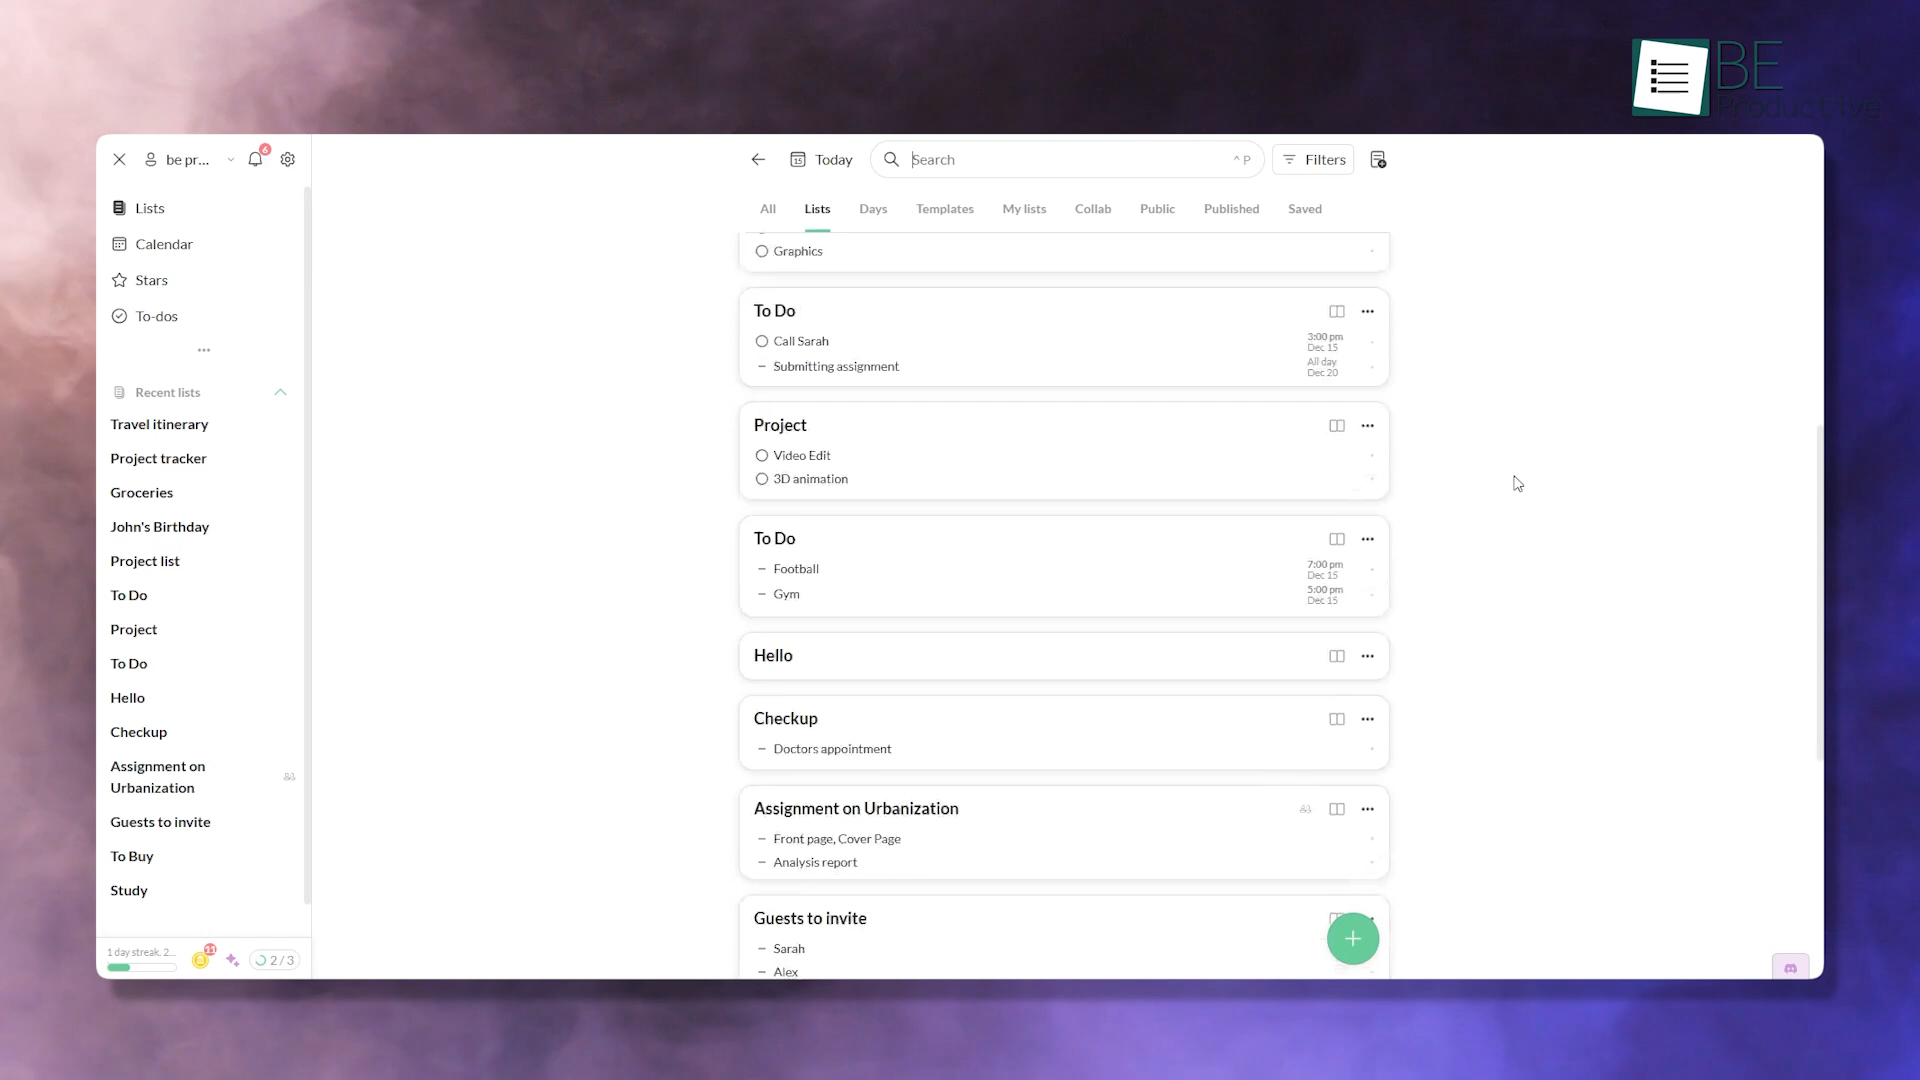 BE
Productive
be pr...
6
Lists
Calendar
Stars
To-dos
Recent lists
Travel itinerary
Project tracker
Groceries
John's Birthday
Project list
To Do
Project
To Do
Hello
Checkup
Assignment on
Urbanization
Guests to invite
To Buy
Study
1 day streak. 2...
11
2 / 3
15
Today
Search
^ P
Filters
All
Lists
Days
Templates
My lists
Collab
Public
Published
Saved
Graphics
To Do
Call Sarah
3:00 pm
Dec 15
Submitting assignment
All day
Dec 20
Project
Video Edit
3D animation
To Do
Football
7:00 pm
Dec 15
Gym
5:00 pm
Dec 15
Hello
Checkup
Doctors appointment
Assignment on Urbanization
Front page, Cover Page
Analysis report
Guests to invite
Sarah
Alex